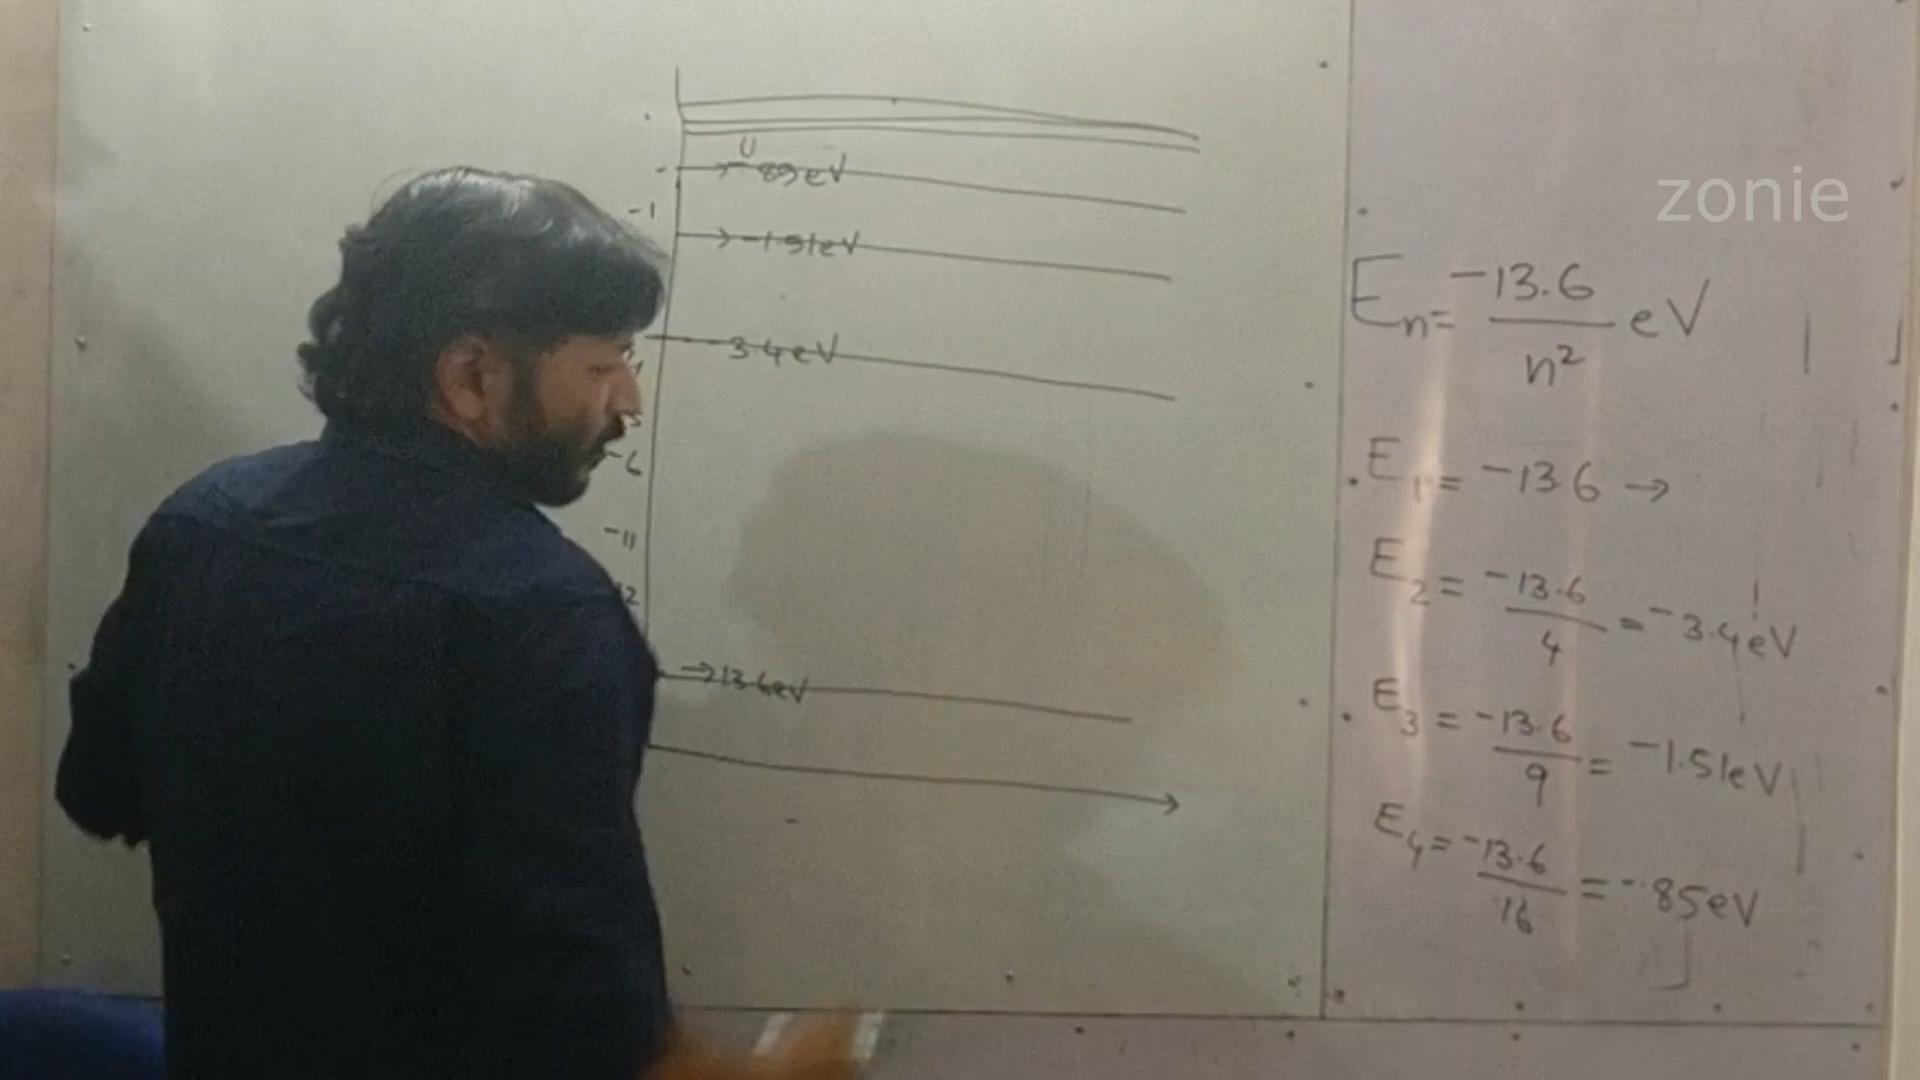 U
- 85eV
-1
-1.51eV
-3.4eV
-6
-11
13.6eV
zonie
En = -13.6/n² eV
E1 = -13.6 →
E2 = -13.6/4 = -3.4eV
E3 = -13.6/9 = -1.51eV
E4 = -13.6/16 = -.85eV